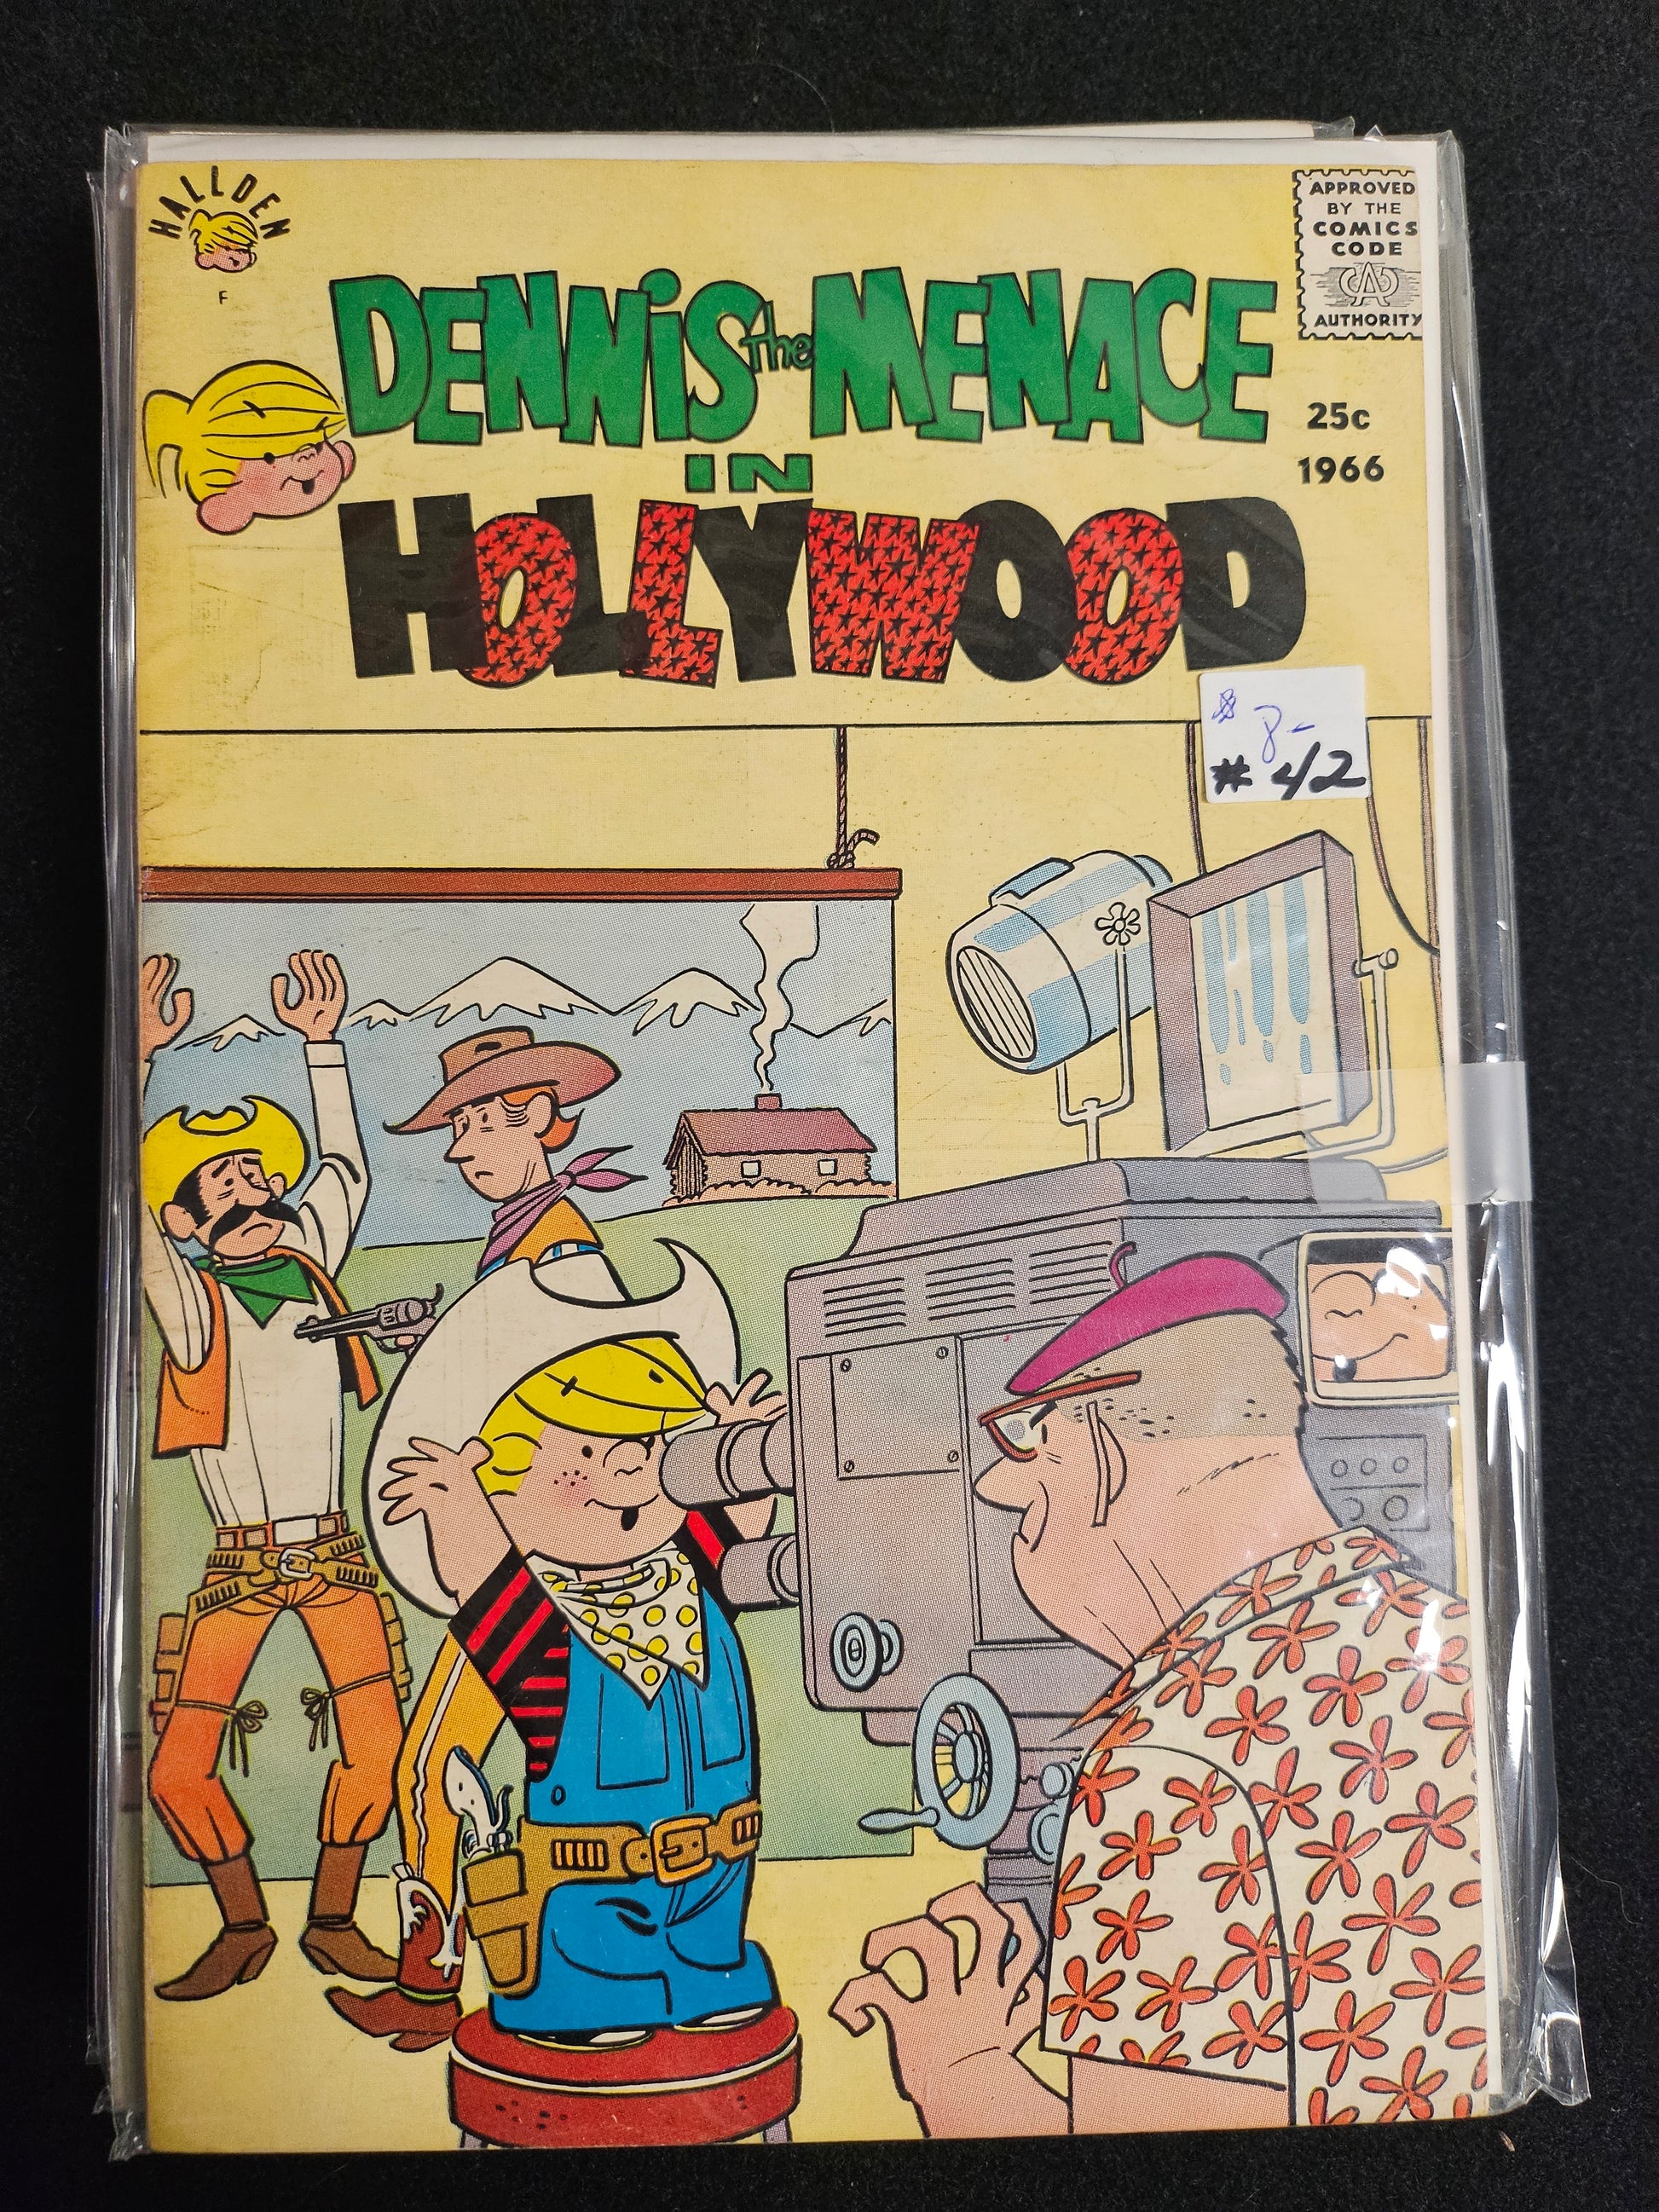 HALLDEN
F
APPROVED
BY THE
COMICS
CODE
CA
AUTHORITY
DENNIS the MENACE
IN
HOLLYWOOD
25c
1966
$ 8-
# 42